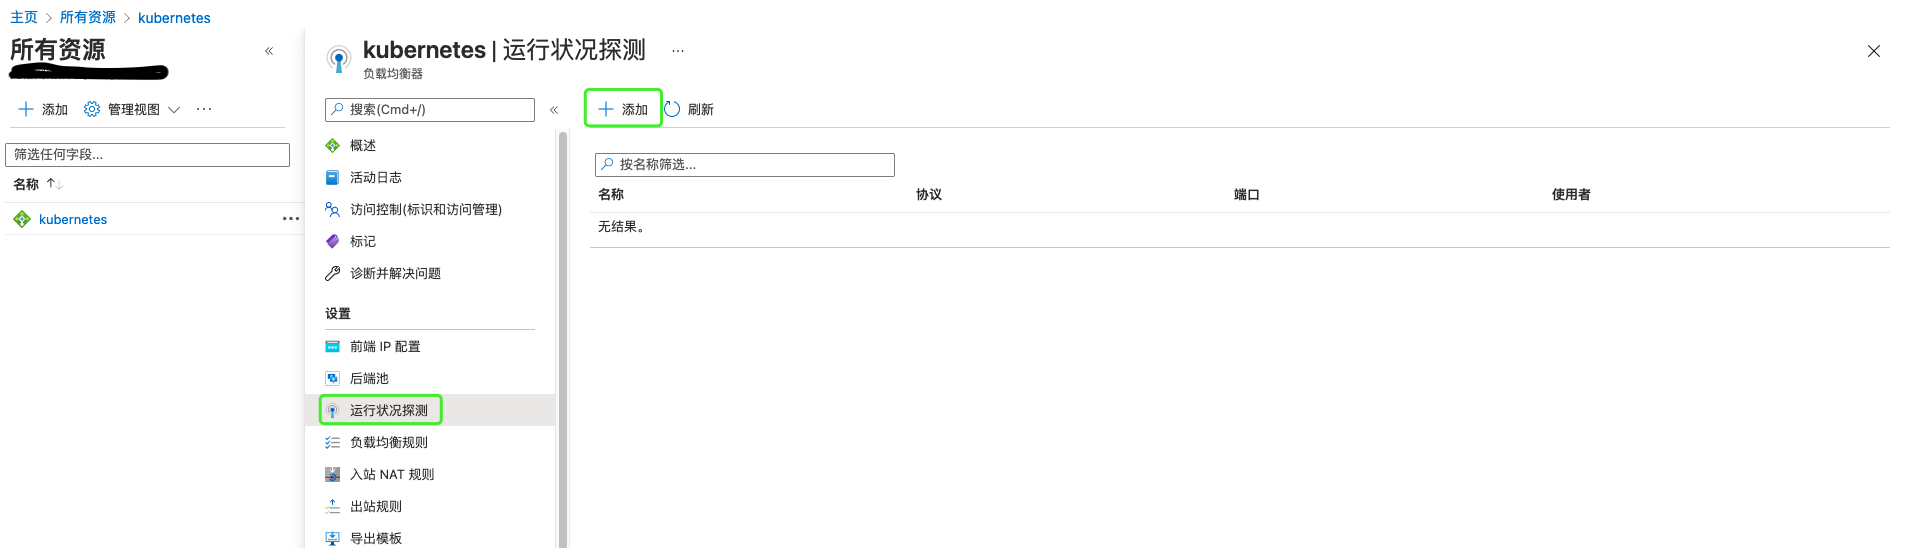 主页 > 所有资源 > kubernetes
所有资源
添加 管理视图
筛选任何字段...
名称
kubernetes
kubernetes | 运行状况探测
负载均衡器
搜索(Cmd+/)
概述
活动日志
访问控制(标识和访问管理)
标记
诊断并解决问题
设置
前端 IP 配置
后端池
运行状况探测
负载均衡规则
入站 NAT 规则
出站规则
导出模板
添加 刷新
按名称筛选...
名称 协议 端口 使用者
无结果。